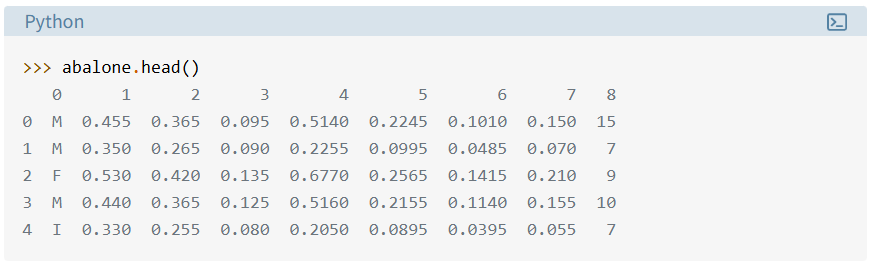 Python
>>> abalone.head()
   0      1      2      3       4       5       6      7   8
0  M  0.455  0.365  0.095  0.5140  0.2245  0.1010  0.150  15
1  M  0.350  0.265  0.090  0.2255  0.0995  0.0485  0.070   7
2  F  0.530  0.420  0.135  0.6770  0.2565  0.1415  0.210   9
3  M  0.440  0.365  0.125  0.5160  0.2155  0.1140  0.155  10
4  I  0.330  0.255  0.080  0.2050  0.0895  0.0395  0.055   7